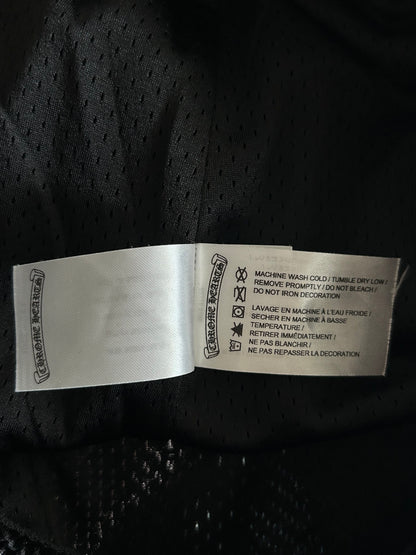 CHROME HEARTS
CHROME HEARTS
MACHINE WASH COLD / TUMBLE DRY LOW /
REMOVE PROMPTLY / DO NOT BLEACH /
DO NOT IRON DECORATION
LAVAGE EN MACHINE À L'EAU FROIDE /
SECHER EN MACHINE À BASSE
TEMPERATURE /
RETIRER IMMÉDIATEMENT /
NE PAS BLANCHIR /
NE PAS REPASSER LA DECORATION